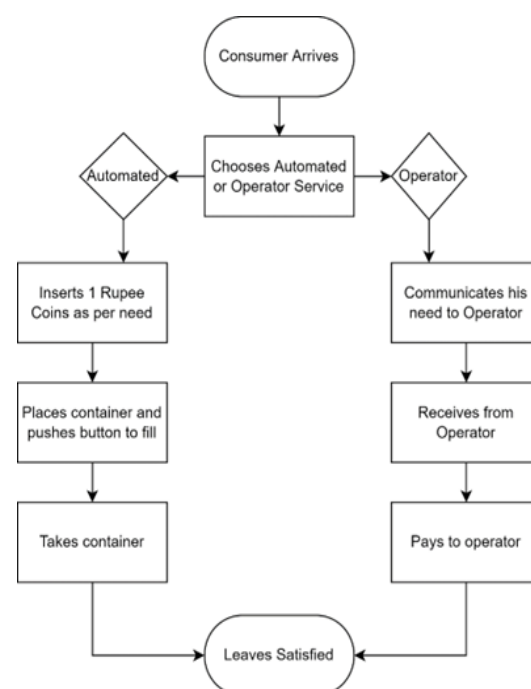 Consumer Arrives
Chooses Automated
or Operator Service
Automated
Operator
Inserts 1 Rupee
Coins as per need
Communicates his
need to Operator
Places container and
pushes button to fill
Receives from
Operator
Takes container
Pays to operator
Leaves Satisfied